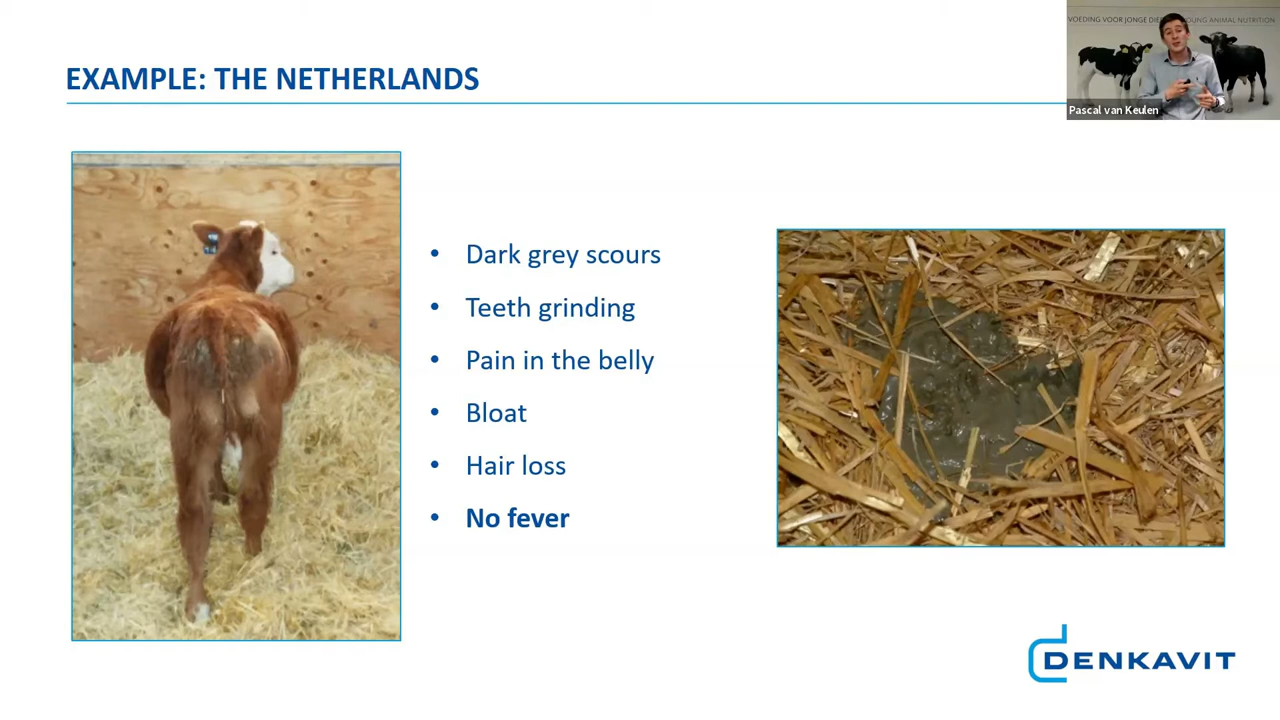 VOEDING VOOR JONGE DIE
YOUNG ANIMAL NUTRITION
Pascal van Keulen
EXAMPLE: THE NETHERLANDS
• Dark grey scours
• Teeth grinding
• Pain in the belly
• Bloat
• Hair loss
• No fever
DENKAVIT